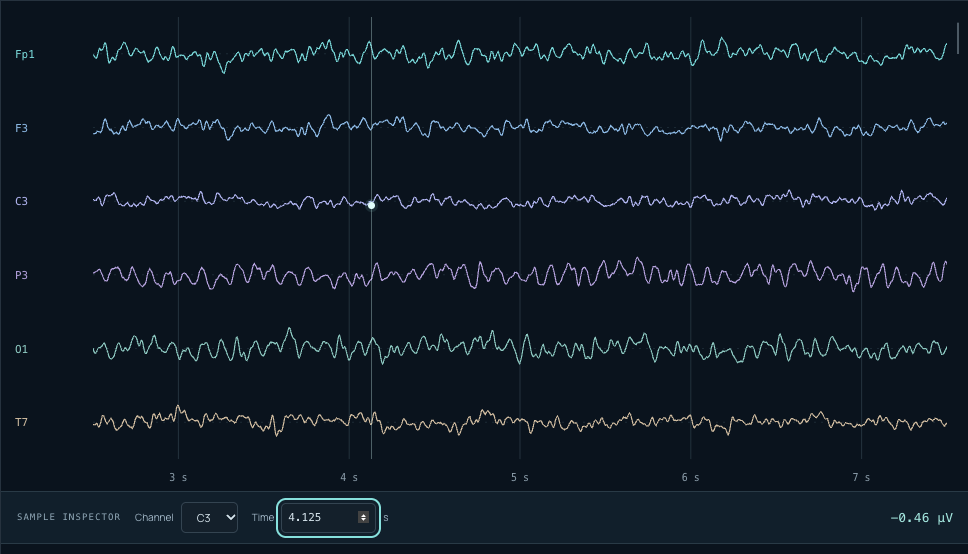 Fp1
F3
C3
P3
O1
T7
3 s 4 s 5 s 6 s 7 s
SAMPLE INSPECTOR Channel C3 Time 4.125 s −0.46 µV